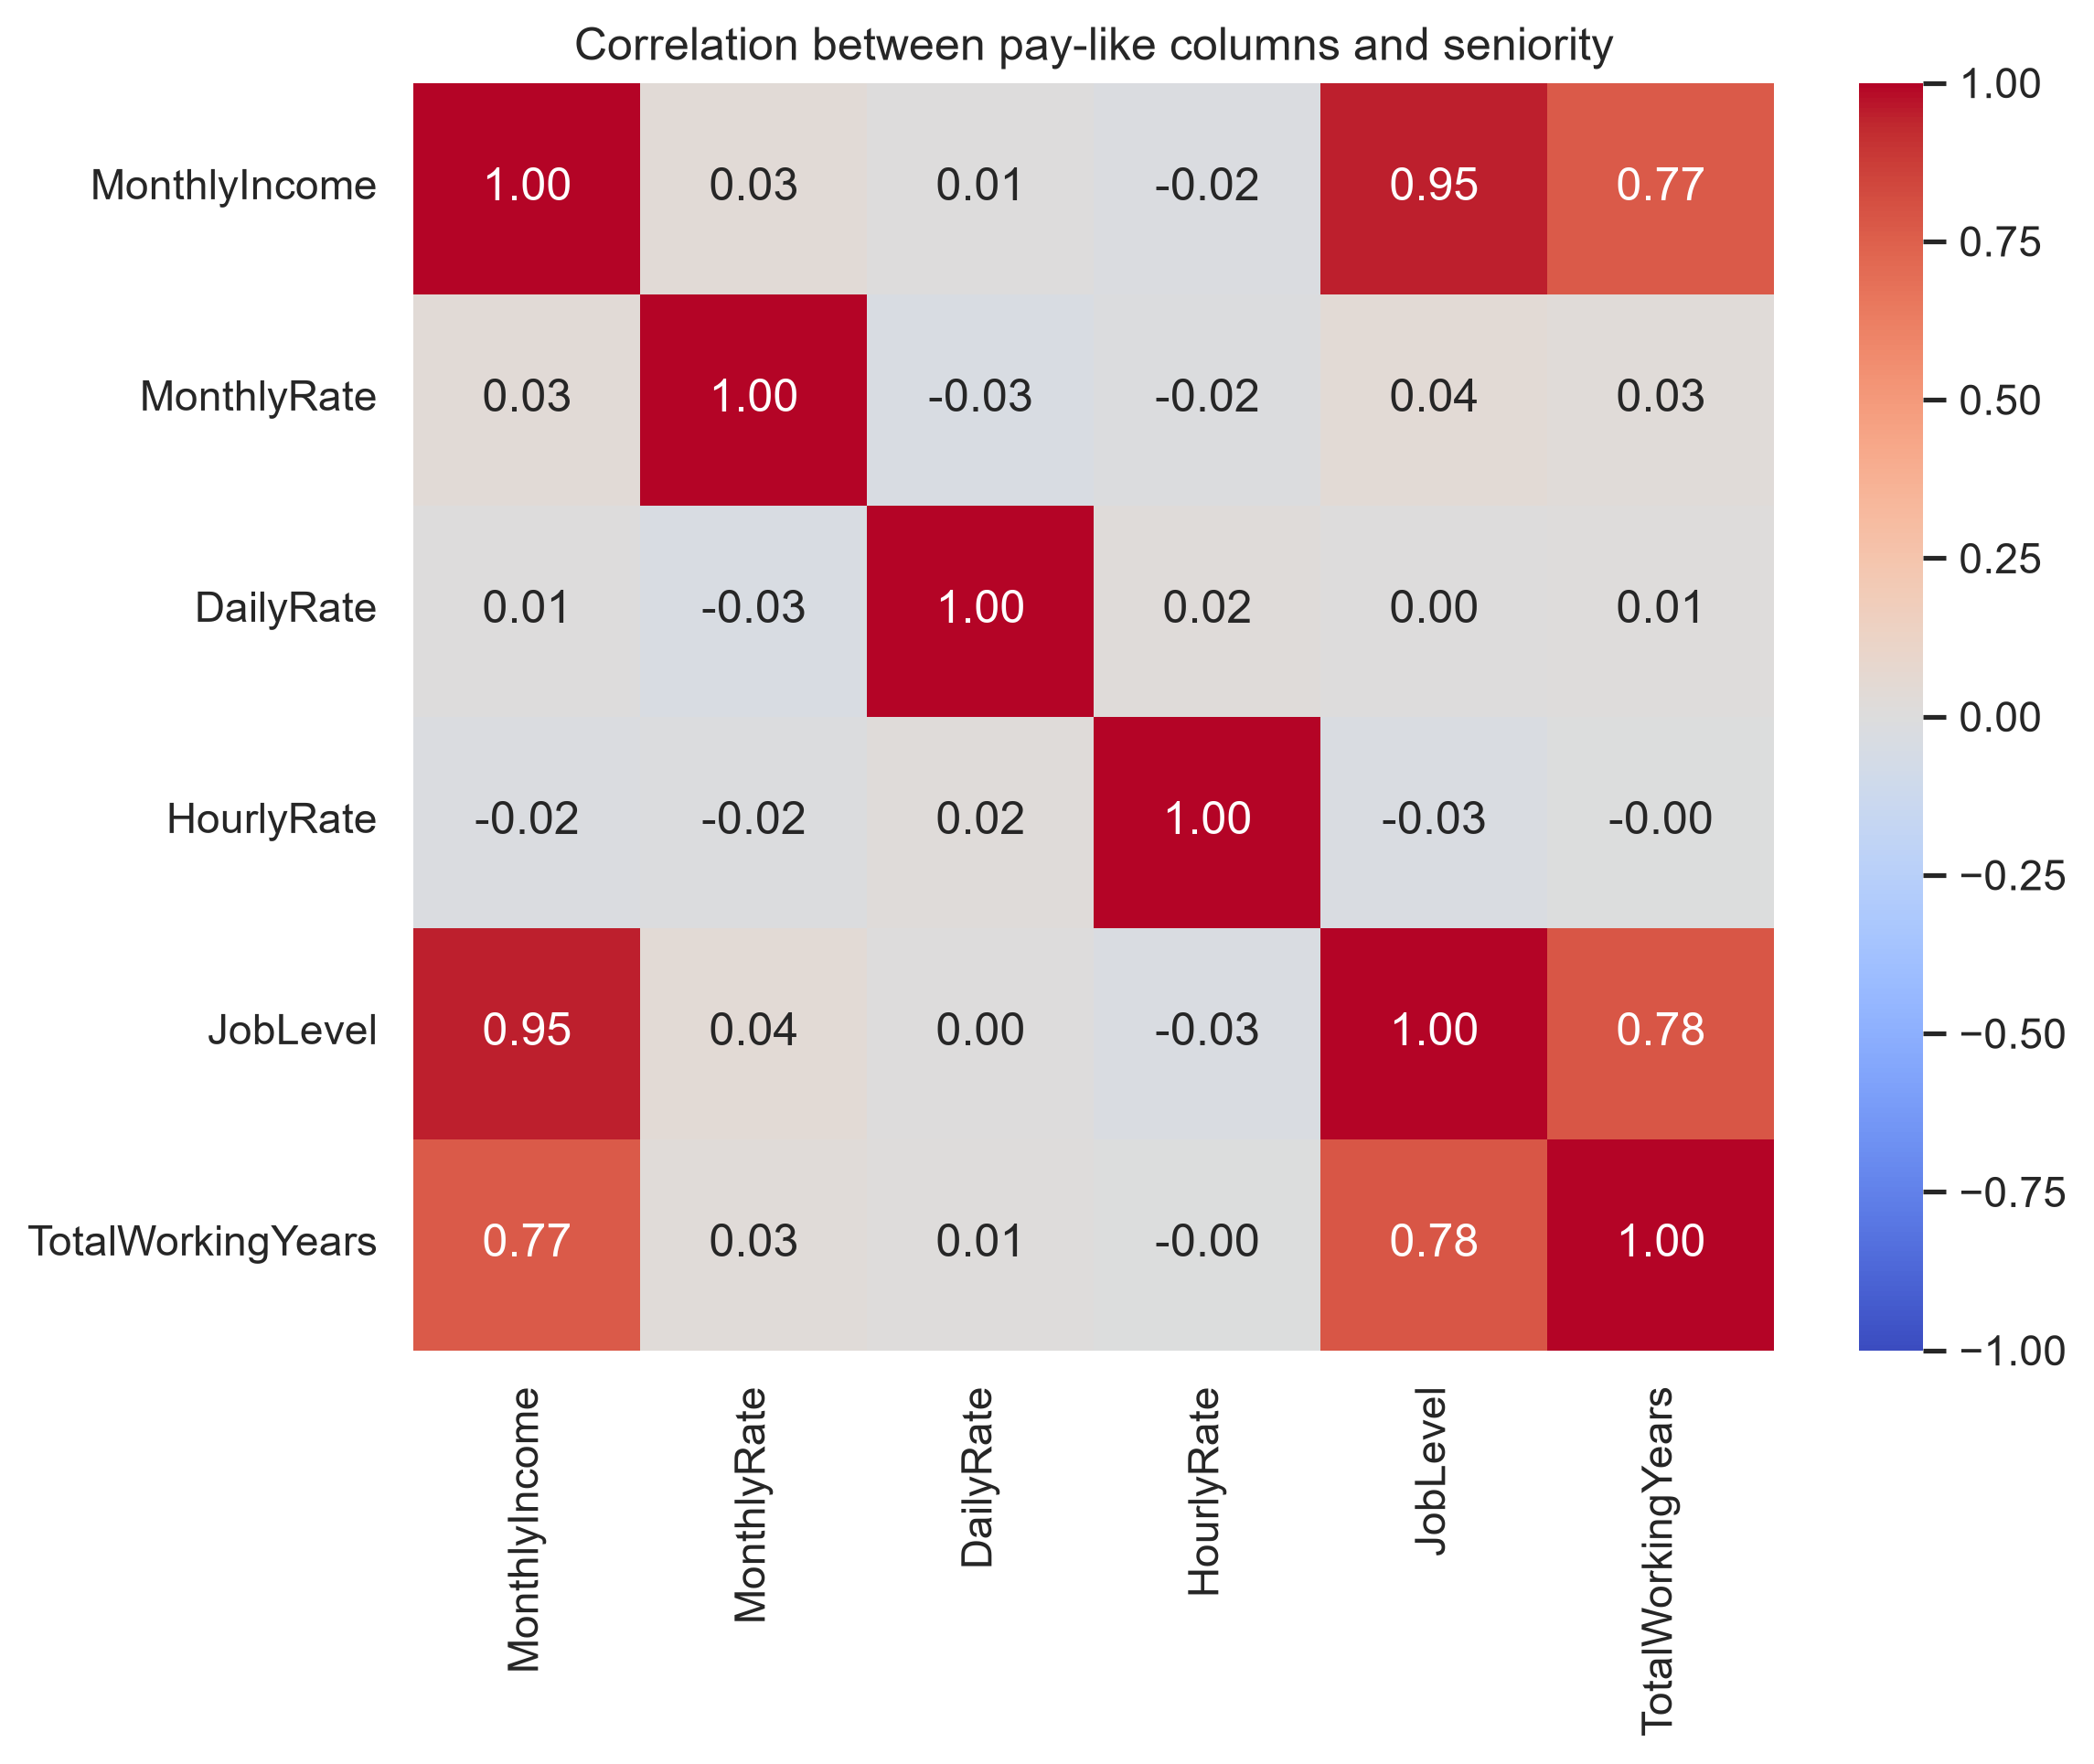 Correlation between pay-like columns and seniority
MonthlyIncome 1.00 0.03 0.01 -0.02 0.95 0.77
MonthlyRate 0.03 1.00 -0.03 -0.02 0.04 0.03
DailyRate 0.01 -0.03 1.00 0.02 0.00 0.01
HourlyRate -0.02 -0.02 0.02 1.00 -0.03 -0.00
JobLevel 0.95 0.04 0.00 -0.03 1.00 0.78
TotalWorkingYears 0.77 0.03 0.01 -0.00 0.78 1.00
MonthlyIncome
MonthlyRate
DailyRate
HourlyRate
JobLevel
TotalWorkingYears
1.00
0.75
0.50
0.25
0.00
−0.25
−0.50
−0.75
−1.00